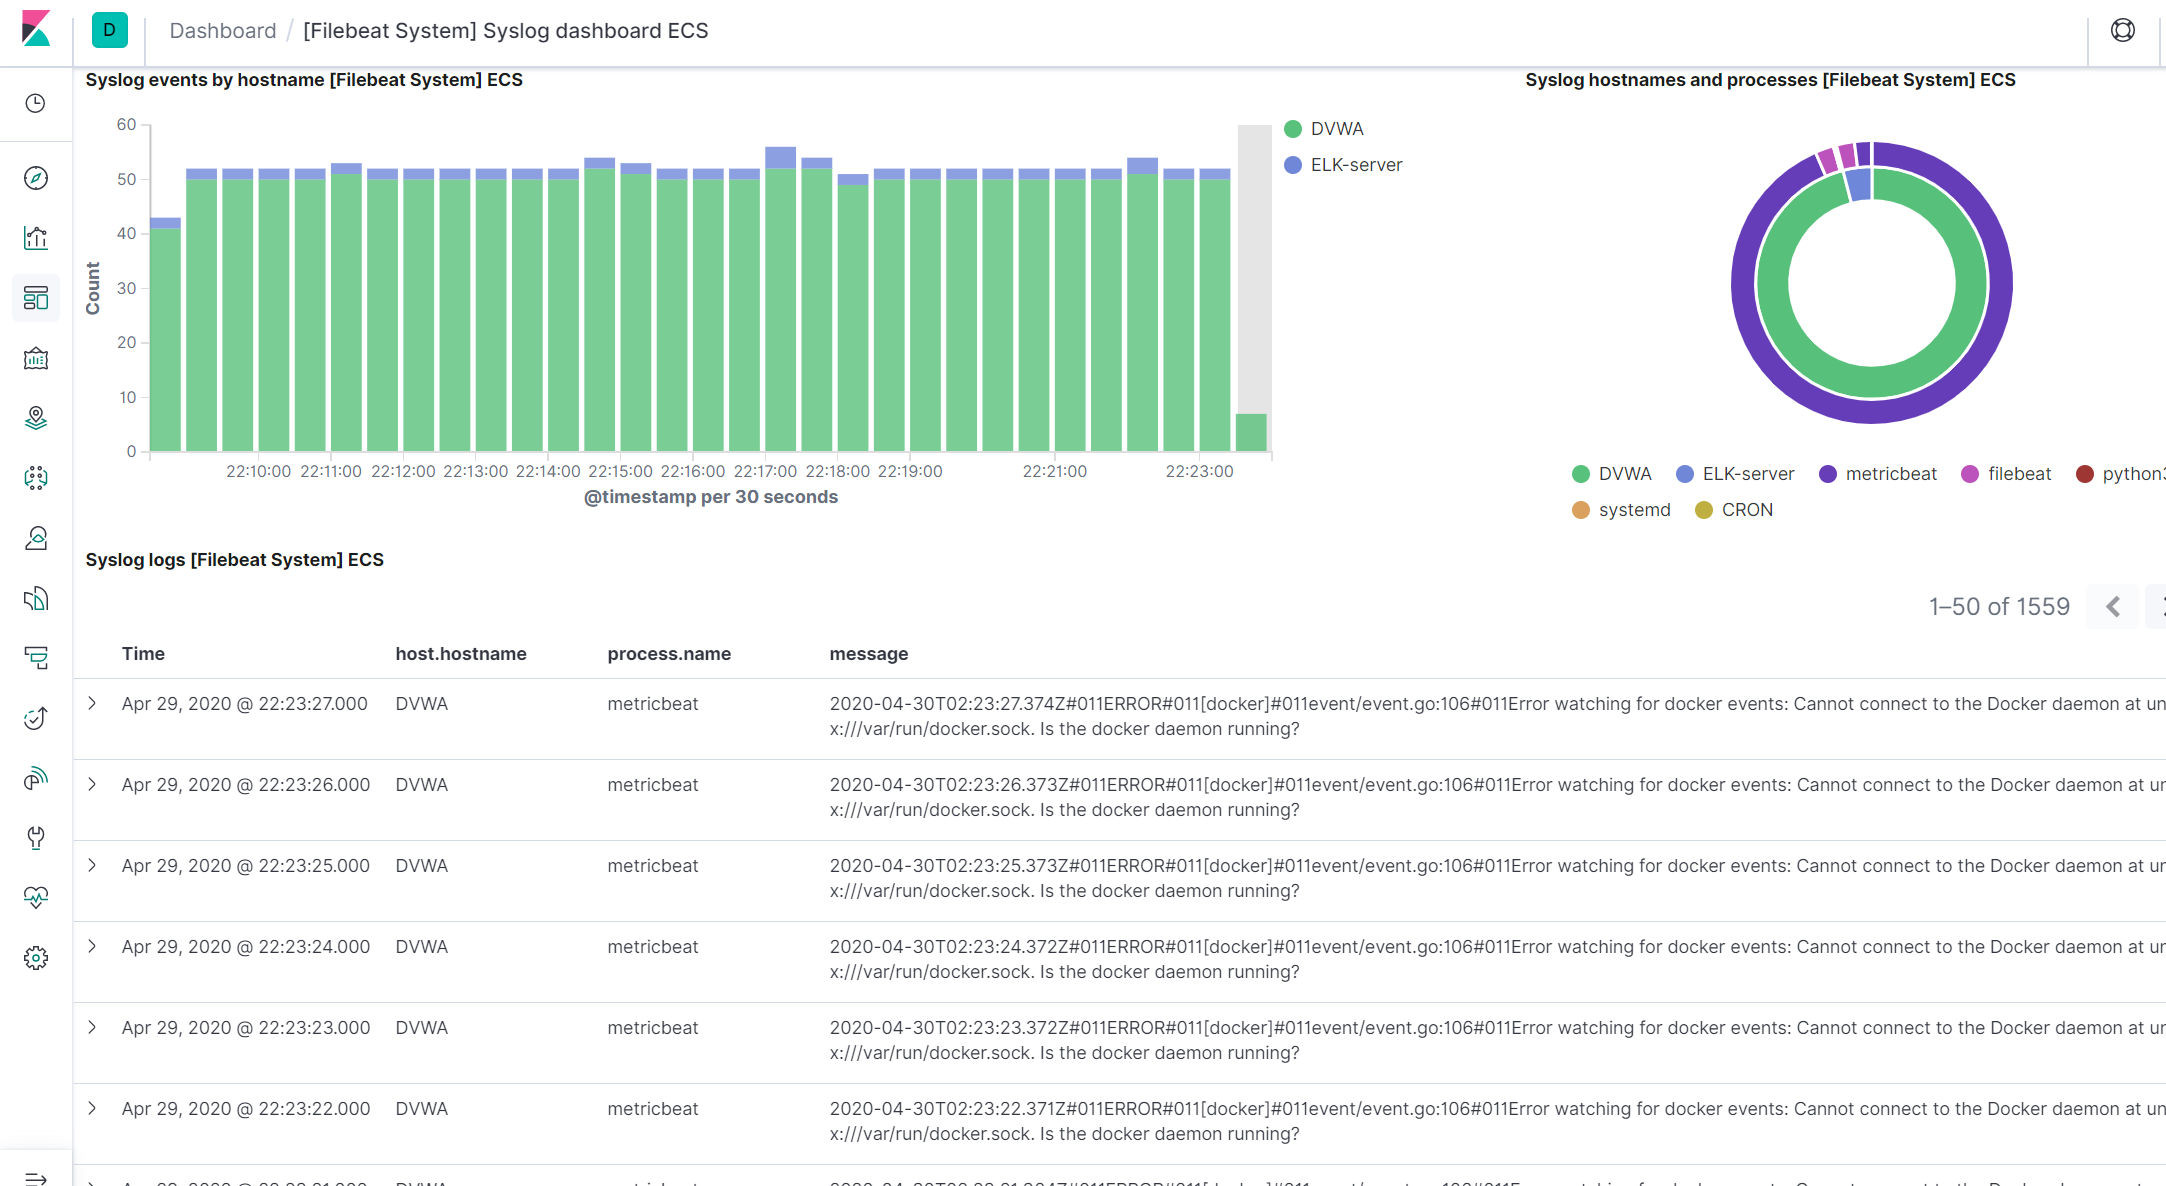 D Dashboard / [Filebeat System] Syslog dashboard ECS
Syslog events by hostname [Filebeat System] ECS
60
50
40
30
20
10
0
Count
22:10:00 22:11:00 22:12:00 22:13:00 22:14:00 22:15:00 22:16:00 22:17:00 22:18:00 22:19:00 22:21:00 22:23:00
@timestamp per 30 seconds
DVWA
ELK-server
Syslog hostnames and processes [Filebeat System] ECS
DVWA ELK-server metricbeat filebeat python3
systemd CRON
Syslog logs [Filebeat System] ECS
1–50 of 1559
Time host.hostname process.name message
Apr 29, 2020 @ 22:23:27.000 DVWA metricbeat 2020-04-30T02:23:27.374Z#011ERROR#011[docker]#011event/event.go:106#011Error watching for docker events: Cannot connect to the Docker daemon at un
x:///var/run/docker.sock. Is the docker daemon running?
Apr 29, 2020 @ 22:23:26.000 DVWA metricbeat 2020-04-30T02:23:26.373Z#011ERROR#011[docker]#011event/event.go:106#011Error watching for docker events: Cannot connect to the Docker daemon at un
x:///var/run/docker.sock. Is the docker daemon running?
Apr 29, 2020 @ 22:23:25.000 DVWA metricbeat 2020-04-30T02:23:25.373Z#011ERROR#011[docker]#011event/event.go:106#011Error watching for docker events: Cannot connect to the Docker daemon at un
x:///var/run/docker.sock. Is the docker daemon running?
Apr 29, 2020 @ 22:23:24.000 DVWA metricbeat 2020-04-30T02:23:24.372Z#011ERROR#011[docker]#011event/event.go:106#011Error watching for docker events: Cannot connect to the Docker daemon at un
x:///var/run/docker.sock. Is the docker daemon running?
Apr 29, 2020 @ 22:23:23.000 DVWA metricbeat 2020-04-30T02:23:23.372Z#011ERROR#011[docker]#011event/event.go:106#011Error watching for docker events: Cannot connect to the Docker daemon at un
x:///var/run/docker.sock. Is the docker daemon running?
Apr 29, 2020 @ 22:23:22.000 DVWA metricbeat 2020-04-30T02:23:22.371Z#011ERROR#011[docker]#011event/event.go:106#011Error watching for docker events: Cannot connect to the Docker daemon at un
x:///var/run/docker.sock. Is the docker daemon running?